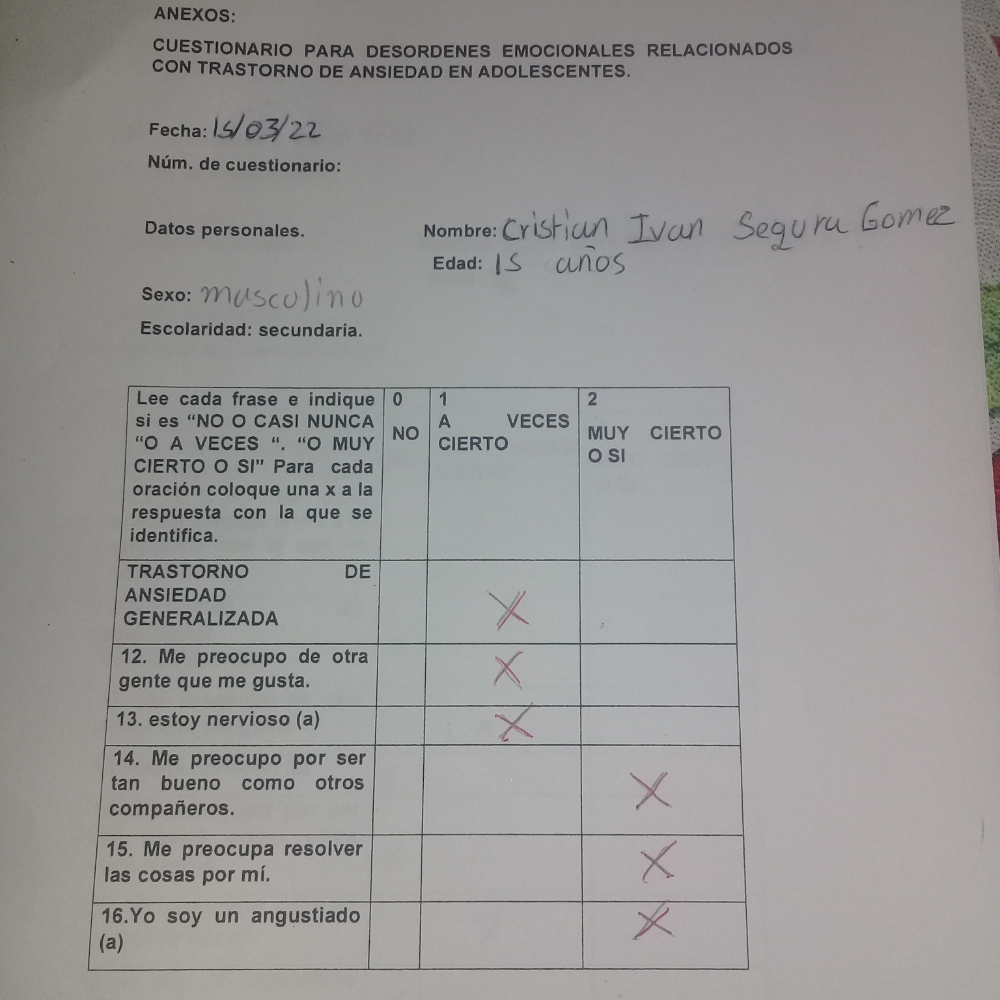 ANEXOS:
CUESTIONARIO PARA DESORDENES EMOCIONALES RELACIONADOS
CON TRASTORNO DE ANSIEDAD EN ADOLESCENTES.
Fecha: 15/03/22
Núm. de cuestionario:
Datos personales. Nombre: Cristian Ivan Segura Gomez
Edad: 15 años
Sexo: masculino
Escolaridad: secundaria.
Lee cada frase e indique
si es “NO O CASI NUNCA
“O A VECES “. “O MUY
CIERTO O SI” Para cada
oración coloque una x a la
respuesta con la que se
identifica.
0
NO
1
A VECES
CIERTO
2
MUY CIERTO
O SI
TRASTORNO DE
ANSIEDAD
GENERALIZADA
X
12. Me preocupo de otra
gente que me gusta.
X
13. estoy nervioso (a)
X
14. Me preocupo por ser
tan bueno como otros
compañeros.
X
15. Me preocupa resolver
las cosas por mí.
X
16.Yo soy un angustiado
(a)
X